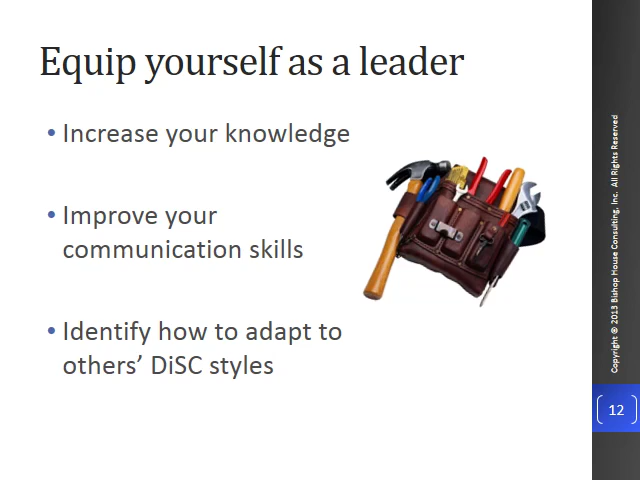 Equip yourself as a leader
• Increase your knowledge
• Improve your
communication skills
• Identify how to adapt to
others’ DiSC styles
Copyright ® 2013 Bishop House Consulting, Inc. All Rights Reserved
12